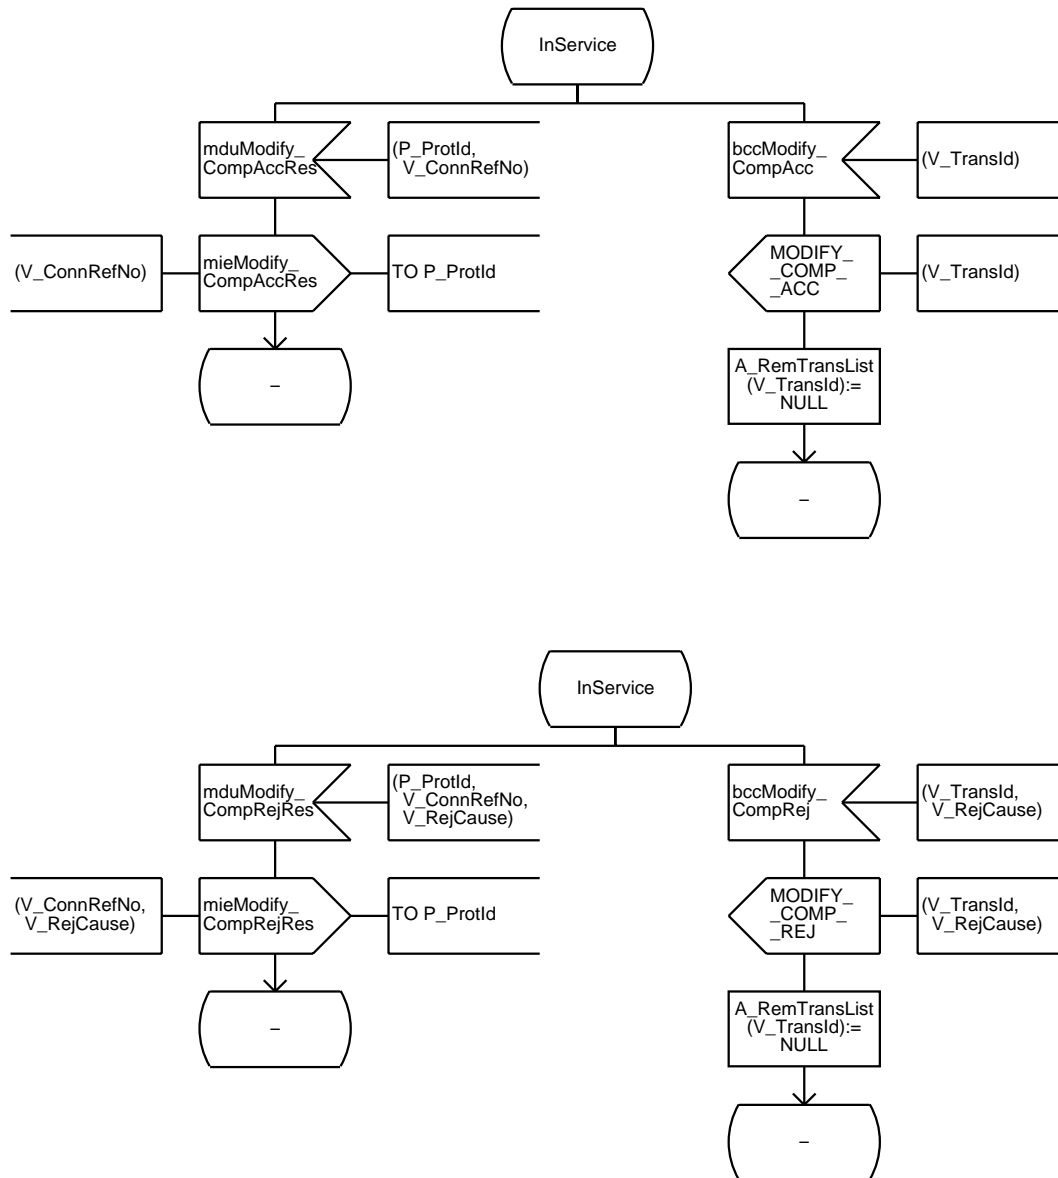 InService
mduModify_
CompAccRes
(P_ProtId,
V_ConnRefNo)
bccModify_
CompAcc
(V_TransId)
(V_ConnRefNo)
mieModify_
CompAccRes
TO P_ProtId
MODIFY_
_COMP_
_ACC
(V_TransId)
–
A_RemTransList
(V_TransId):=
NULL
–
InService
mduModify_
CompRejRes
(P_ProtId,
V_ConnRefNo,
V_RejCause)
bccModify_
CompRej
(V_TransId,
V_RejCause)
(V_ConnRefNo,
V_RejCause)
mieModify_
CompRejRes
TO P_ProtId
MODIFY_
_COMP_
_REJ
(V_TransId,
V_RejCause)
–
A_RemTransList
(V_TransId):=
NULL
–